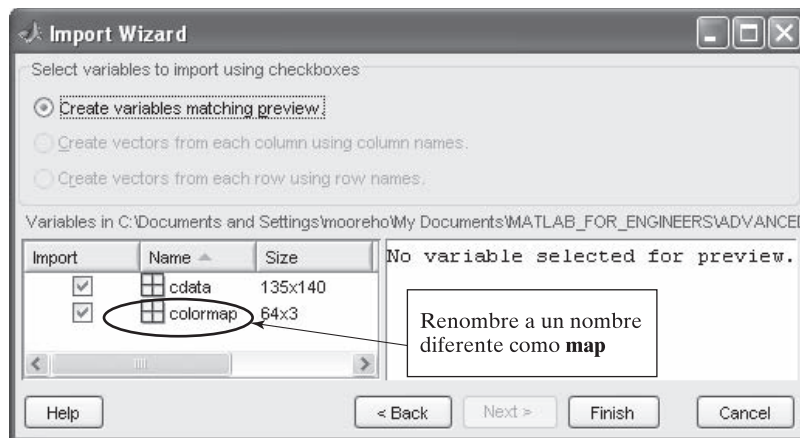 Import Wizard
Select variables to import using checkboxes
Create variables matching preview.
Create vectors from each column using column names.
Create vectors from each row using row names.
Variables in C:\Documents and Settings\mooreho\My Documents\MATLAB_FOR_ENGINEERS\ADVANCE
Import Name Size
cdata 135x140
colormap 64x3
No variable selected for preview.
Renombre a un nombre
diferente como map
Help < Back Next > Finish Cancel